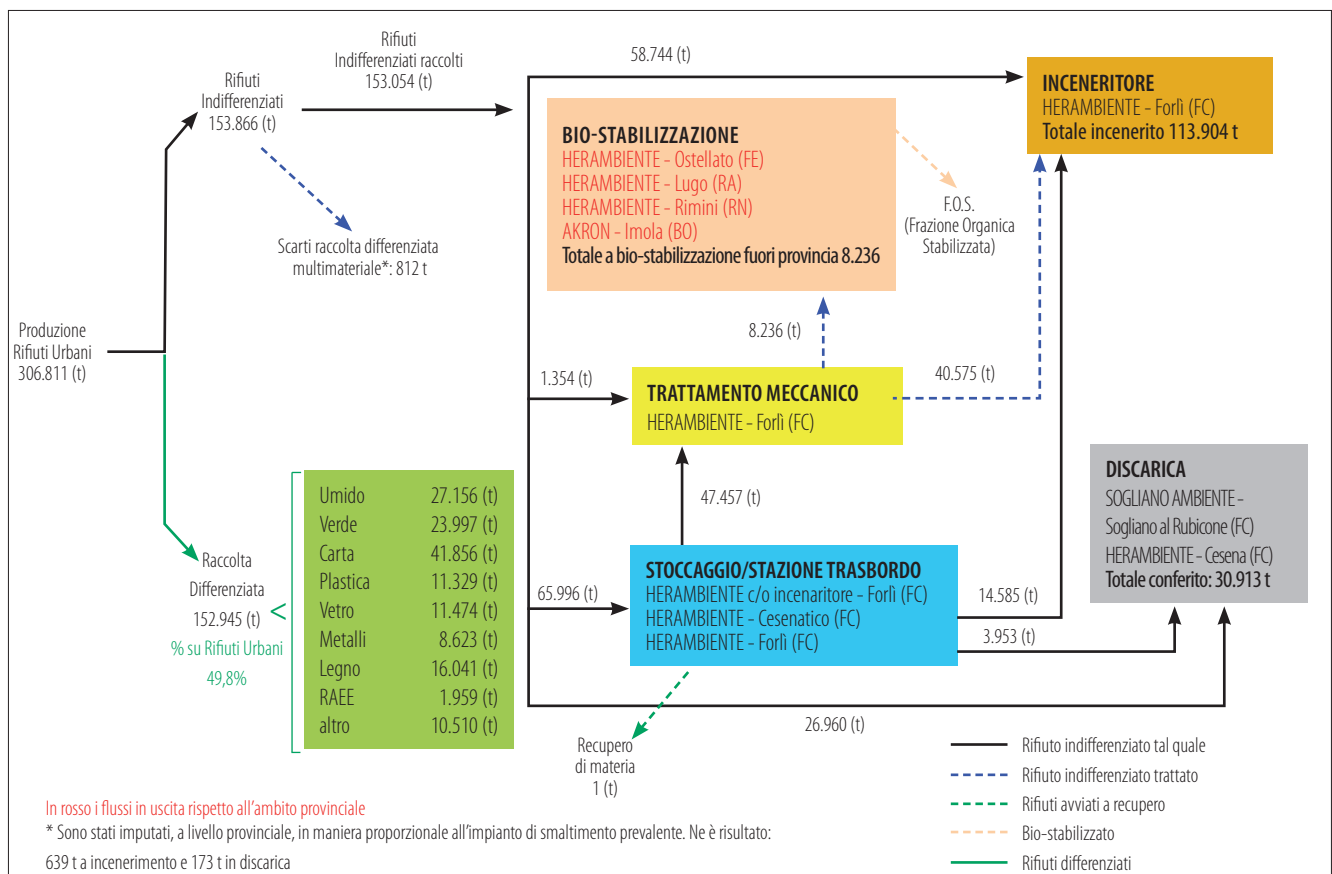 Rifiuti
Indifferenziati raccolti
153.054 (t)
58.744 (t)
Rifiuti
Indifferenziati
153.866 (t)
INCENERITORE
HERAMBIENTE - Forlì (FC)
Totale incenerito 113.904 t
BIO-STABILIZZAZIONE
HERAMBIENTE - Ostellato (FE)
HERAMBIENTE - Lugo (RA)
HERAMBIENTE - Rimini (RN)
AKRON - Imola (BO)
Totale a bio-stabilizzazione fuori provincia 8.236
F.O.S.
(Frazione Organica
Stabilizzata)
Scarti raccolta differenziata
multimateriale*: 812 t
Produzione
Rifiuti Urbani
306.811 (t)
8.236 (t)
1.354 (t)
TRATTAMENTO MECCANICO
HERAMBIENTE - Forlì (FC)
40.575 (t)
47.457 (t)
DISCARICA
SOGLIANO AMBIENTE -
Sogliano al Rubicone (FC)
HERAMBIENTE - Cesena (FC)
Totale conferito: 30.913 t
Raccolta
Differenziata
152.945 (t)
% su Rifiuti Urbani
49,8%
Umido 27.156 (t)
Verde 23.997 (t)
Carta 41.856 (t)
Plastica 11.329 (t)
Vetro 11.474 (t)
Metalli 8.623 (t)
Legno 16.041 (t)
RAEE 1.959 (t)
altro 10.510 (t)
65.996 (t)
STOCCAGGIO/STAZIONE TRASBORDO
HERAMBIENTE c/o incenaritore - Forlì (FC)
HERAMBIENTE - Cesenatico (FC)
HERAMBIENTE - Forlì (FC)
14.585 (t)
3.953 (t)
26.960 (t)
Recupero
di materia
1 (t)
Rifiuto indifferenziato tal quale
Rifiuto indifferenziato trattato
Rifiuti avviati a recupero
Bio-stabilizzato
Rifiuti differenziati
In rosso i flussi in uscita rispetto all'ambito provinciale
* Sono stati imputati, a livello provinciale, in maniera proporzionale all'impianto di smaltimento prevalente. Ne è risultato:
639 t a incenerimento e 173 t in discarica